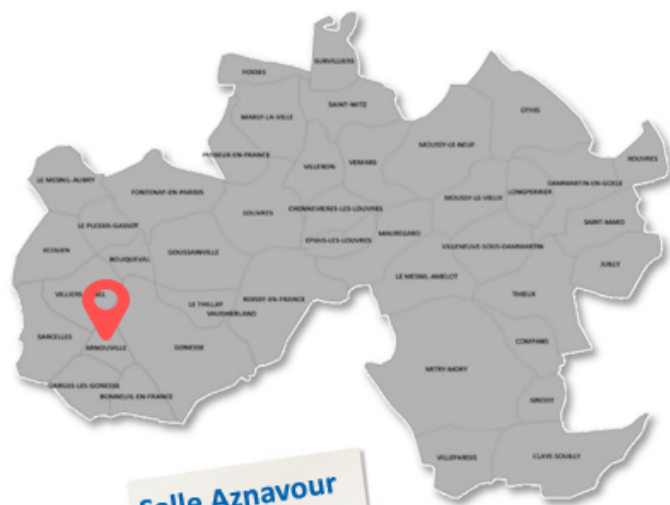 SURVILLIERS
FOSSES
SAINT-WITZ
MARLY-LA-VILLE
OTHIS
PUISEUX-EN-FRANCE
VILLERON
VEMARS
MOUSSY-LE-NEUF
ROUVRES
LE MESNIL-AUBRY
FONTENAY-EN-PARISIS
LONGPERRIER
DAMMARTIN-EN-GOELE
LOUVRES
CHENNEVIERES-LES-LOUVRES
MOUSSY-LE-VIEUX
SAINT-MARD
LE PLESSIS-GASSOT
MAUREGARD
EPIAIS-LES-LOUVRES
VILLENEUVE-SOUS-DAMMARTIN
ECOUEN
BOUQUEVAL
GOUSSAINVILLE
JUILLY
LE MESNIL-AMELOT
VILLIERS
THIEUX
LE THILLAY
ROISSY-EN-FRANCE
VAUDHERLAND
SARCELLES
ARNOUVILLE
GONESSE
COMPANS
MITRY-MORY
GARGES-LES-GONESSE
BONNEUIL-EN-FRANCE
GRESSY
VILLEPARISIS
CLAYE-SOUILLY
Salle Aznavour